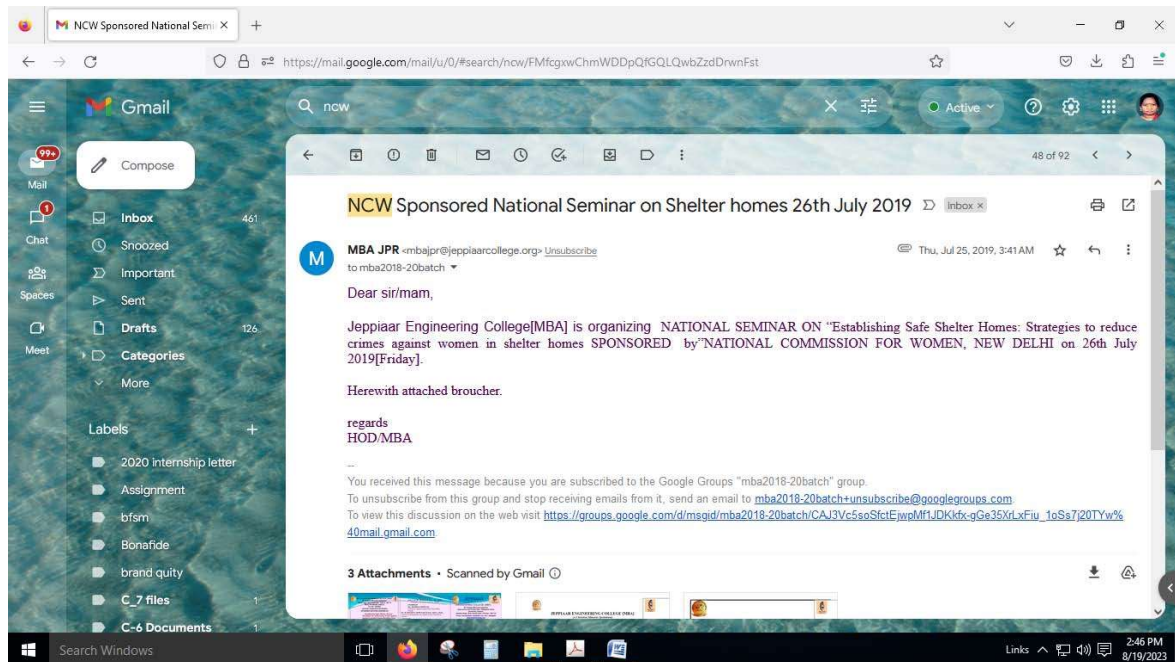 NCW Sponsored National Semi
https://mail.google.com/mail/u/0/#search/ncw/FMfcgxwChmWDDpQfGQLQwbZzdDrwnFst
Gmail
ncw
Active
99+
Mail
1
Chat
Spaces
Meet
Compose
Inbox 461
Snoozed
Important
Sent
Drafts 126
Categories
More
Labels
2020 internship letter
Assignment
bfsm
Bonafide
brand quity
C_7 files 1
C-6 Documents 1
48 of 92
NCW Sponsored National Seminar on Shelter homes 26th July 2019 Inbox ×
M
MBA JPR <mbajpr@jeppiaarcollege.org> Unsubscribe Thu, Jul 25, 2019, 3:41 AM
to mba2018-20batch
Dear sir/mam,
Jeppiaar Engineering College[MBA] is organizing NATIONAL SEMINAR ON "Establishing Safe Shelter Homes: Strategies to reduce
crimes against women in shelter homes SPONSORED by"NATIONAL COMMISSION FOR WOMEN, NEW DELHI on 26th July
2019[Friday].
Herewith attached broucher.
regards
HOD/MBA
--
You received this message because you are subscribed to the Google Groups "mba2018-20batch" group.
To unsubscribe from this group and stop receiving emails from it, send an email to mba2018-20batch+unsubscribe@googlegroups.com.
To view this discussion on the web visit https://groups.google.com/d/msgid/mba2018-20batch/CAJ3Vc5soSfctEjwpMf1JDKkfx-gGe35XrLxFiu_1oSs7j20TYw%
40mail.gmail.com.
3 Attachments • Scanned by Gmail
JEPPIAAR ENGINEERING COLLEGE (MBA)
Search Windows
Links
2:46 PM
8/19/2023